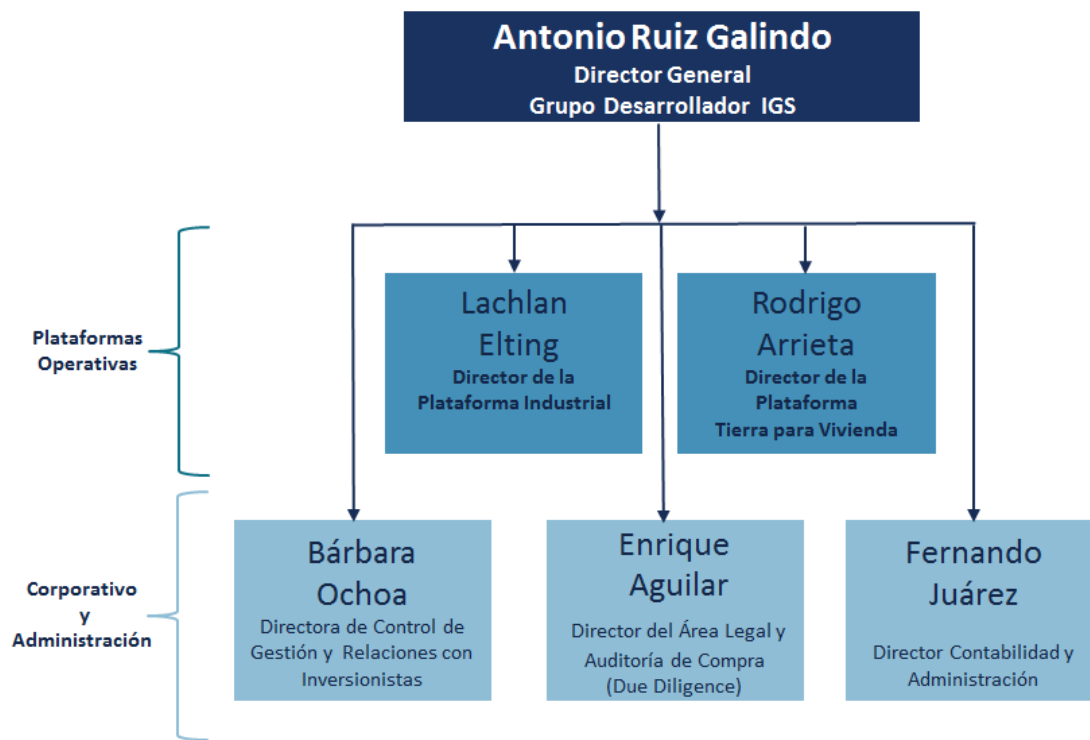 Antonio Ruiz Galindo
Director General
Grupo Desarrollador IGS
Plataformas
Operativas
Lachlan
Elting
Director de la
Plataforma Industrial
Rodrigo
Arrieta
Director de la
Plataforma
Tierra para Vivienda
Corporativo
y
Administración
Bárbara
Ochoa
Directora de Control de
Gestión y Relaciones con
Inversionistas
Enrique
Aguilar
Director del Área Legal y
Auditoría de Compra
(Due Diligence)
Fernando
Juárez
Director Contabilidad y
Administración